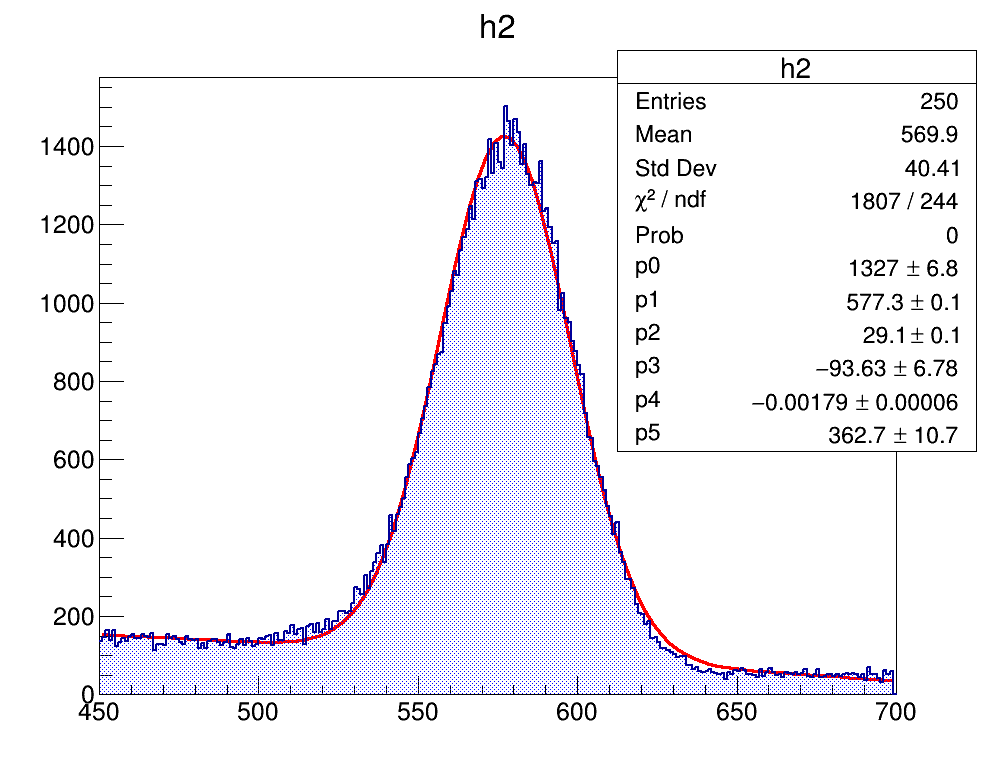 h2
h2
Entries 250
Mean 569.9
Std Dev 40.41
χ² / ndf 1807 / 244
Prob 0
p0 1327 ± 6.8
p1 577.3 ± 0.1
p2 29.1 ± 0.1
p3 −93.63 ± 6.78
p4 −0.00179 ± 0.00006
p5 362.7 ± 10.7
1400
1200
1000
800
600
400
200
0
450 500 550 600 650 700